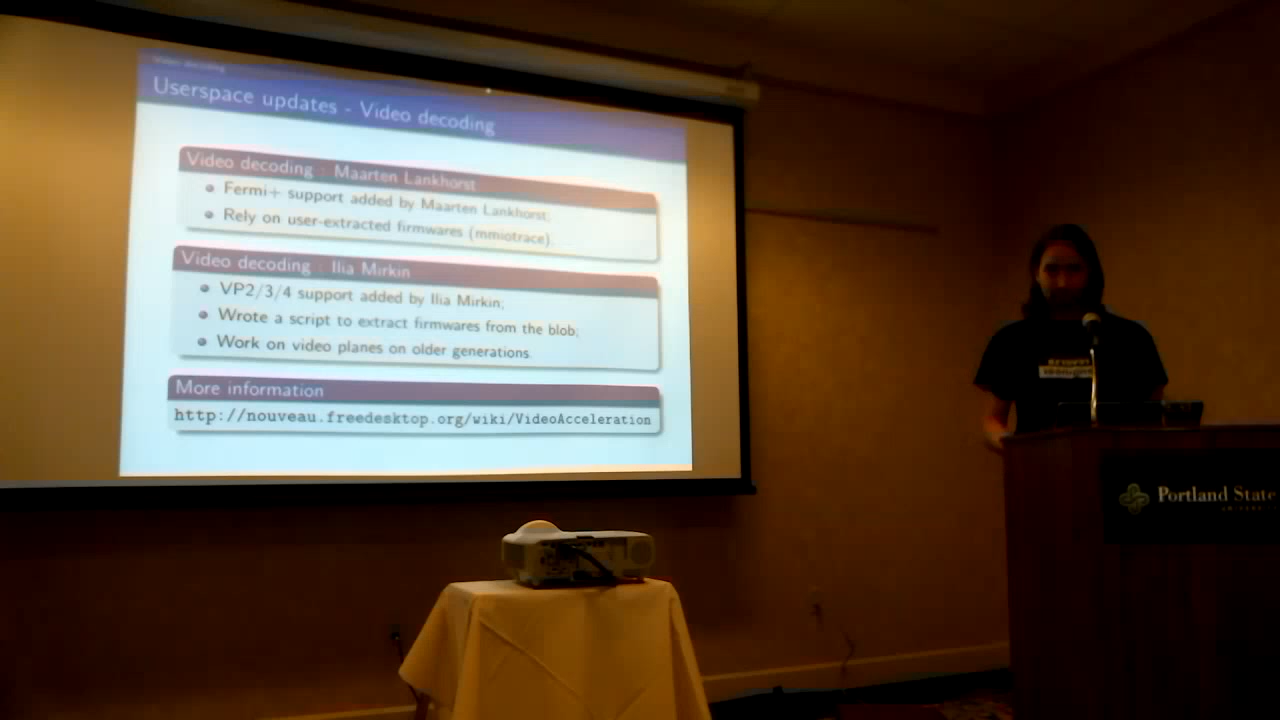 Video decoding
Userspace updates - Video decoding
Video decoding : Maarten Lankhorst
Fermi+ support added by Maarten Lankhorst;
Rely on user-extracted firmwares (mmiotrace).
Video decoding : Ilia Mirkin
VP2/3/4 support added by Ilia Mirkin;
Wrote a script to extract firmwares from the blob;
Work on video planes on older generations.
More information
http://nouveau.freedesktop.org/wiki/VideoAcceleration
Portland State